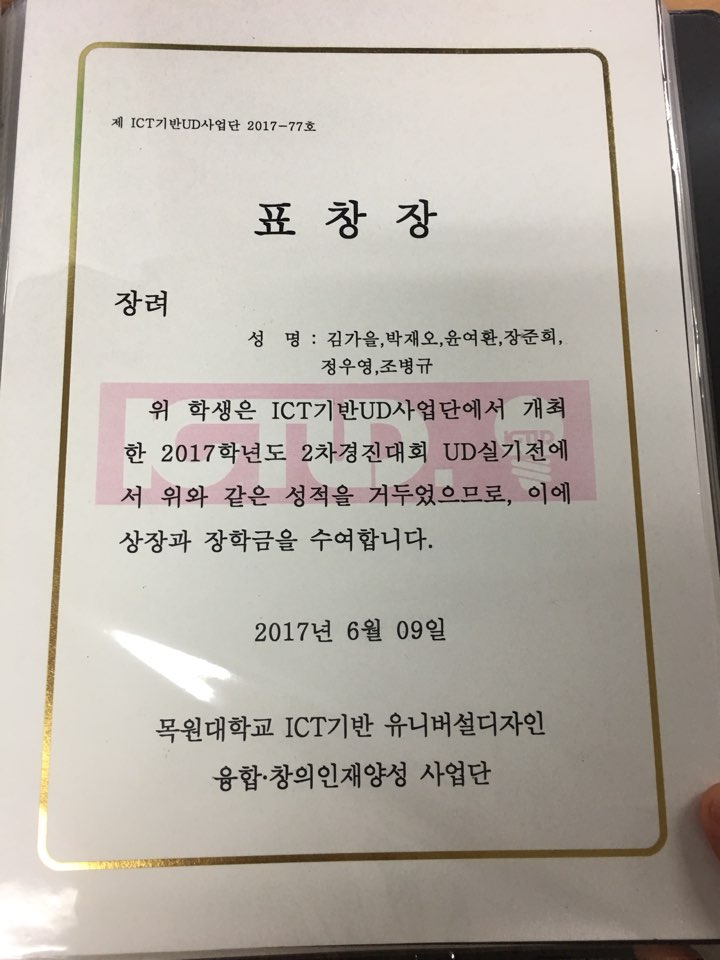 제 ICT기반UD사업단 2017-77호
표 창 장
장려
성 명 : 김가을,박재오,윤여환,장준희,
정우영,조병규
위 학생은 ICT기반UD사업단에서 개최
한 2017학년도 2차경진대회 UD실기전에
서 위와 같은 성적을 거두었으므로, 이에
상장과 장학금을 수여합니다.
ICTUD.
ICTUD
2017년 6월 09일
목원대학교 ICT기반 유니버설디자인
융합·창의인재양성 사업단